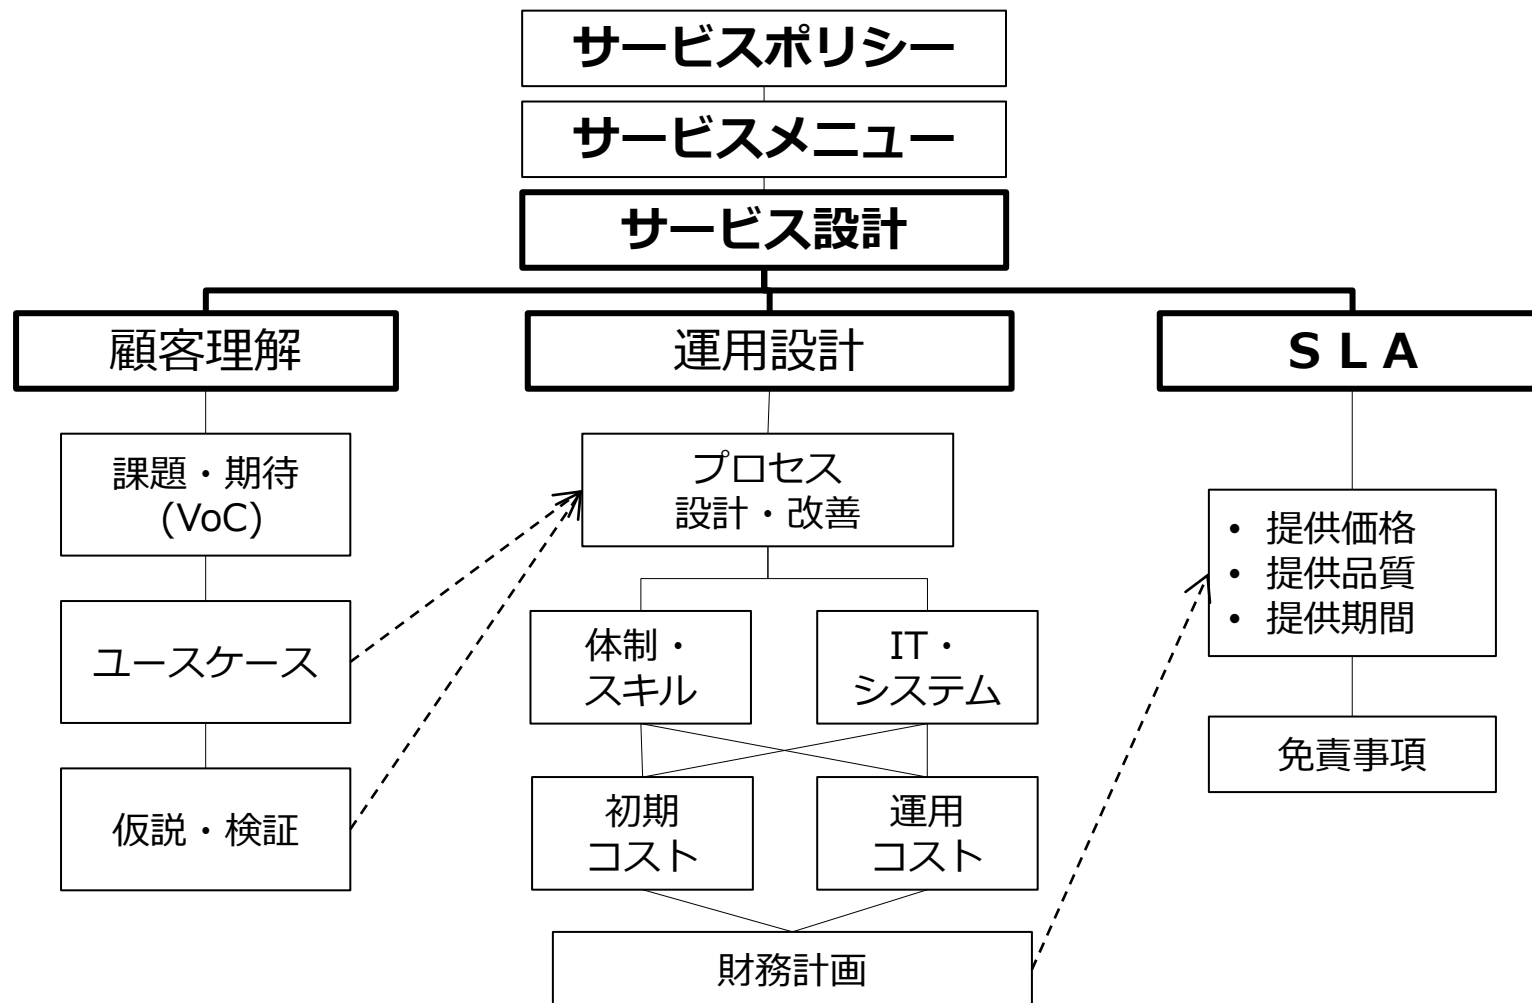 サービスポリシー
サービスメニュー
サービス設計
顧客理解
運用設計
ＳＬＡ
課題・期待
(VoC)
ユースケース
仮説・検証
プロセス
設計・改善
体制・
スキル
IT・
システム
初期
コスト
運用
コスト
財務計画
• 提供価格
• 提供品質
• 提供期間
免責事項